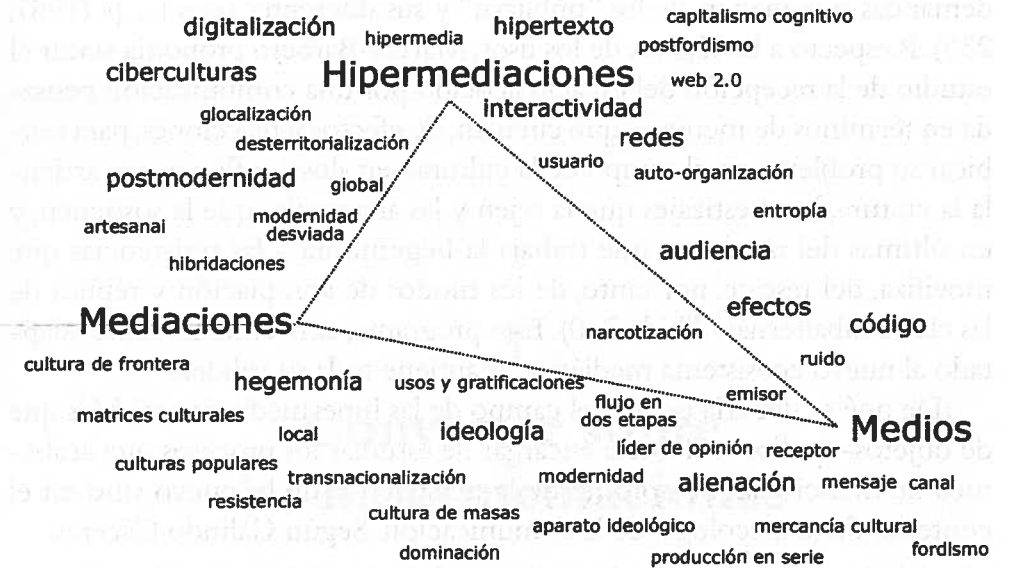 digitalización
hipermedia
hipertexto
capitalismo cognitivo
postfordismo
ciberculturas
Hipermediaciones
web 2.0
interactividad
glocalización
redes
desterritorialización
usuario
auto-organización
postmodernidad
global
artesanal
modernidad
desviada
entropía
audiencia
hibridaciones
efectos
Mediaciones
narcotización
código
cultura de frontera
ruido
hegemonía
usos y gratificaciones
emisor
flujo en
dos etapas
matrices culturales
local
ideología
Medios
líder de opinión
receptor
culturas populares
transnacionalización
modernidad
alienación
mensaje
canal
resistencia
cultura de masas
aparato ideológico
mercancía cultural
dominación
producción en serie
fordismo